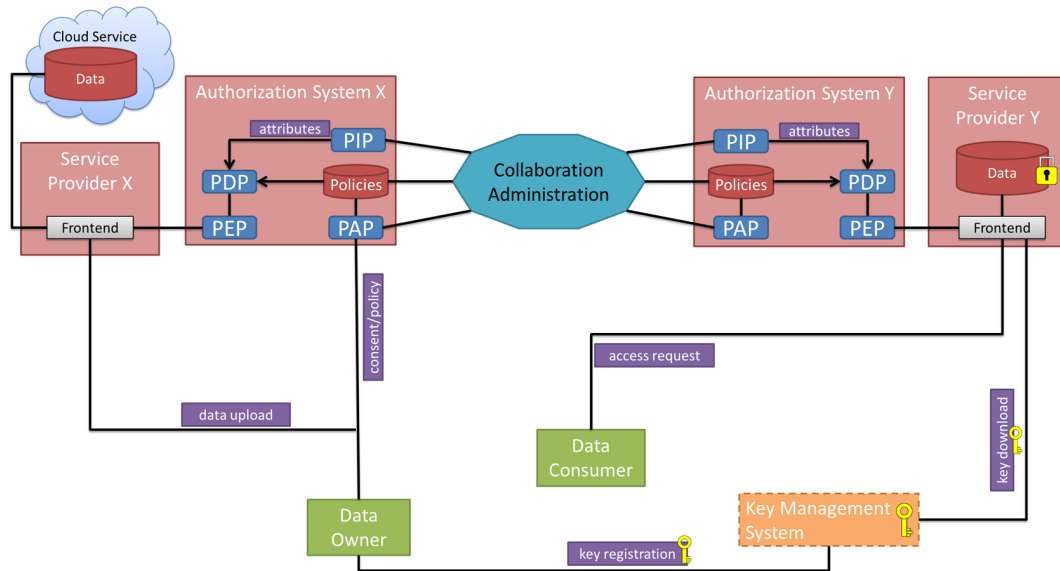 Cloud Service
Data
Authorization System X
attributes
PIP
PDP
Policies
PEP
PAP
Service
Provider X
Frontend
Collaboration
Administration
Authorization System Y
PIP
attributes
Policies
PDP
PAP
PEP
Service
Provider Y
Data
Frontend
consent/policy
data upload
access request
key download
Data
Consumer
Data
Owner
key registration
Key Management
System